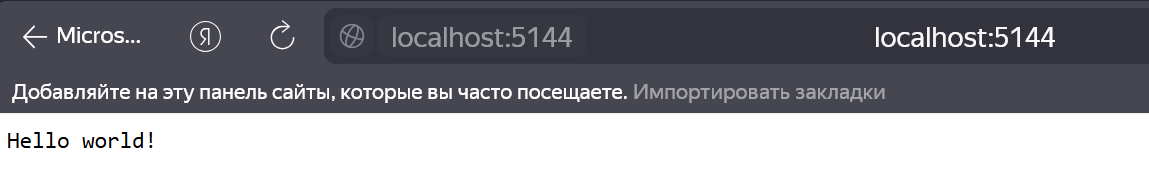 Micros... Я localhost:5144 localhost:5144
Добавляйте на эту панель сайты, которые вы часто посещаете. Импортировать закладки
Hello world!